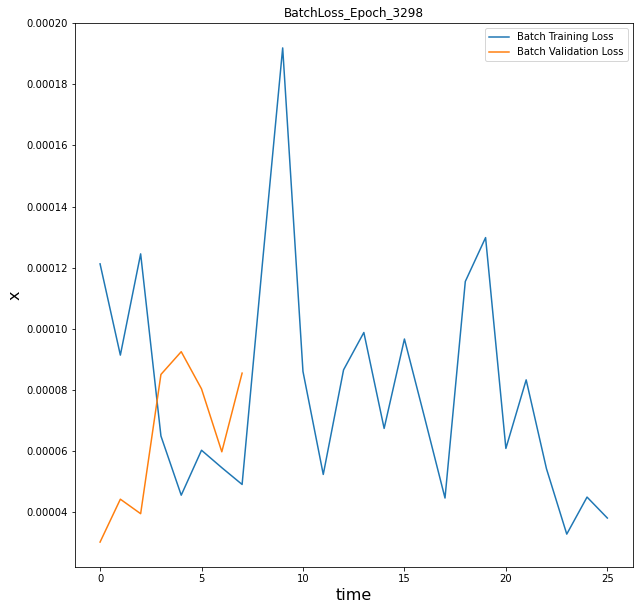 BatchLoss_Epoch_3298
Batch Training Loss
Batch Validation Loss
0.00020
0.00018
0.00016
0.00014
0.00012
0.00010
0.00008
0.00006
0.00004
x
0 5 10 15 20 25
time